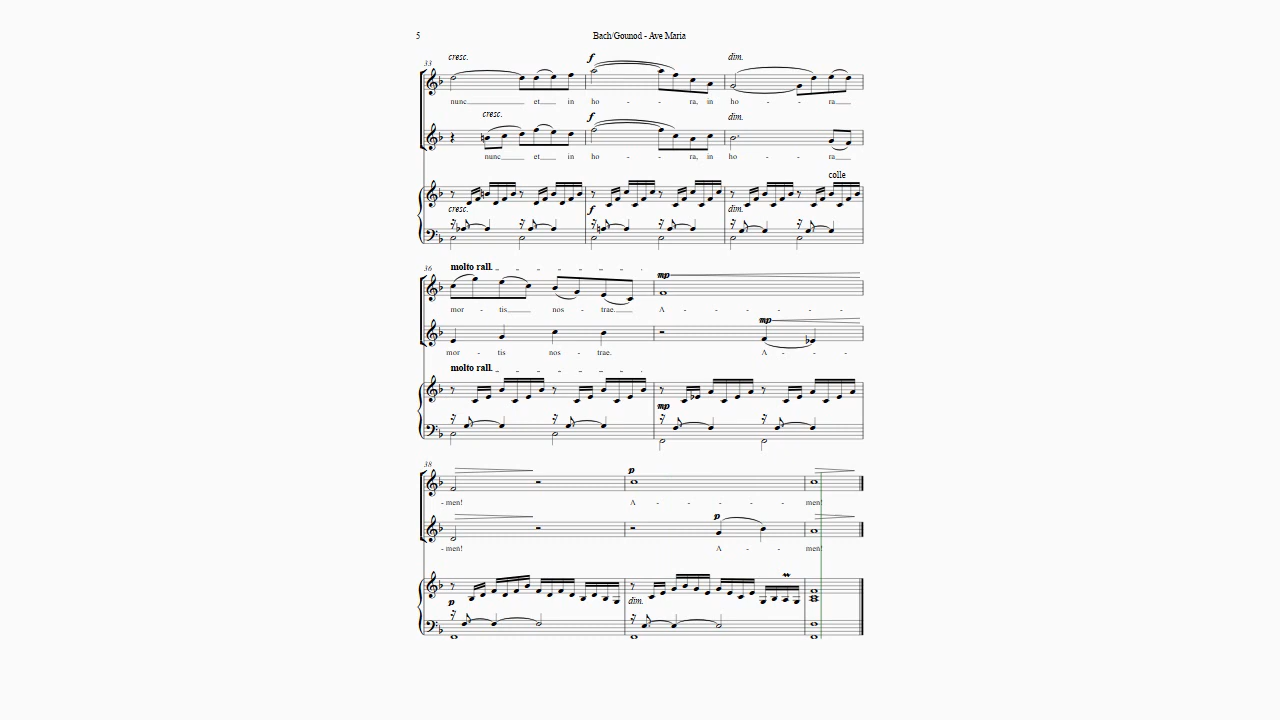 5 Bach/Gounod - Ave Maria
cresc. f dim.
33
nunc et in ho - - ra, in ho - - ra
cresc. f dim.
nunc et in ho - - ra, in ho - - ra
colle
cresc. f dim.
molto rall. mp
36
mor - tis nos - trae. A - - - - - -
mp
mor - tis nos - trae. A - - -
molto rall.
mp
38
p
- men! A - - - - men!
p
- men! A - - men!
p dim.